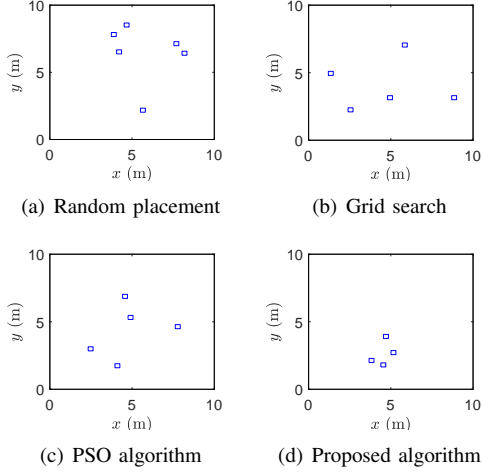 10
5
0
0 5 10
y (m)
x (m)
(a) Random placement
10
5
0
0 5 10
y (m)
x (m)
(b) Grid search
10
5
0
0 5 10
y (m)
x (m)
(c) PSO algorithm
10
5
0
0 5 10
y (m)
x (m)
(d) Proposed algorithm